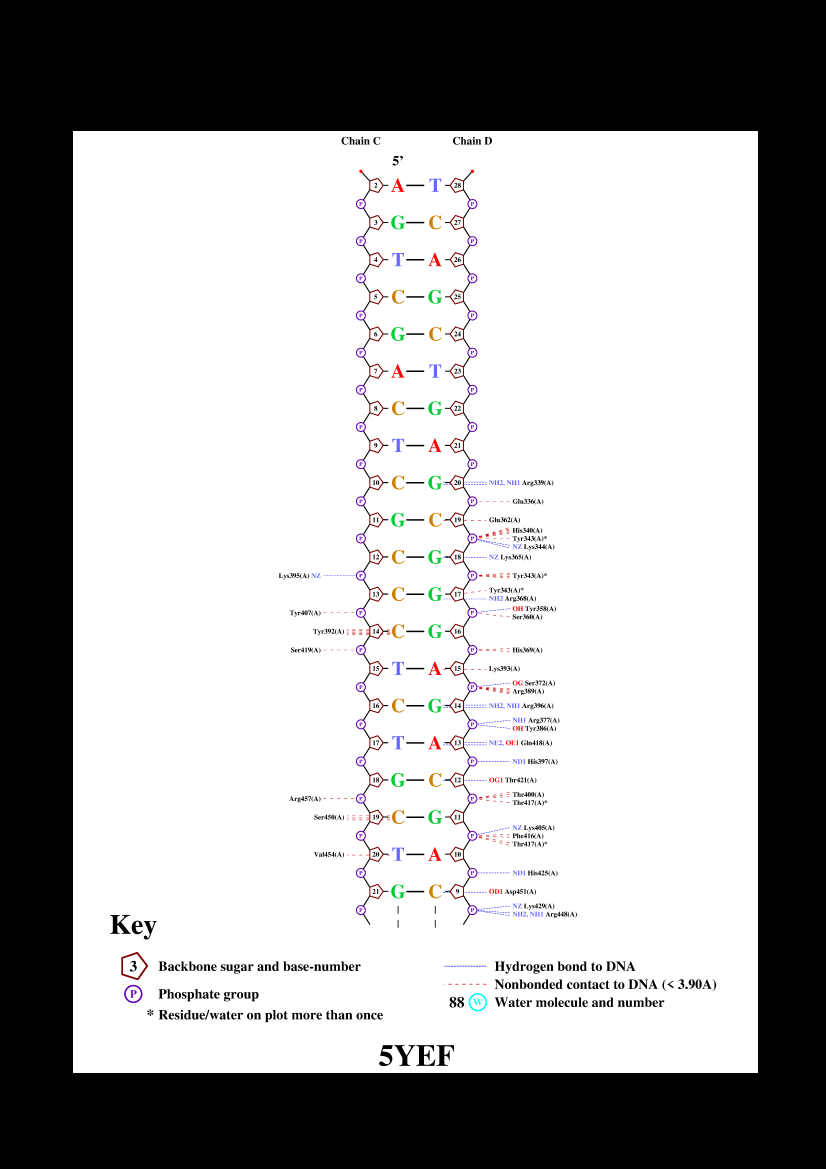 Chain C Chain D
5’
2 A T 28
P P
3 G C 27
P P
4 T A 26
P P
5 C G 25
P P
6 G C 24
P P
7 A T 23
P P
8 C G 22
P P
9 T A 21
P P
10 C G 20 NH2, NH1 Arg339(A)
P P Glu336(A)
11 G C 19 Glu362(A)
His340(A)
P P Tyr343(A)*
NZ Lys344(A)
12 C G 18 NZ Lys365(A)
Lys395(A) NZ P P Tyr343(A)*
Tyr343(A)*
13 C G 17
NH2 Arg368(A)
OH Tyr358(A)
Tyr407(A) P P
Ser360(A)
Tyr392(A) 14 C G 16
Ser419(A) P P His369(A)
15 T A 15 Lys393(A)
OG Ser372(A)
P P
Arg389(A)
16 C G 14 NH2, NH1 Arg396(A)
NH1 Arg377(A)
P P
OH Tyr386(A)
17 T A 13 NE2, OE1 Gln418(A)
P P ND1 His397(A)
18 G C 12 OG1 Thr421(A)
Thr400(A)
Arg457(A) P P
Thr417(A)*
Ser450(A) 19 C G 11
NZ Lys405(A)
P P Phe416(A)
Thr417(A)*
Val454(A) 20 T A 10
P P ND1 His425(A)
21 G C 9 OD1 Asp451(A)
NZ Lys429(A)
P P
NH2, NH1 Arg448(A)
Key
3 Backbone sugar and base-number
P Phosphate group
* Residue/water on plot more than once
Hydrogen bond to DNA
Nonbonded contact to DNA (< 3.90A)
88 W Water molecule and number
5YEF